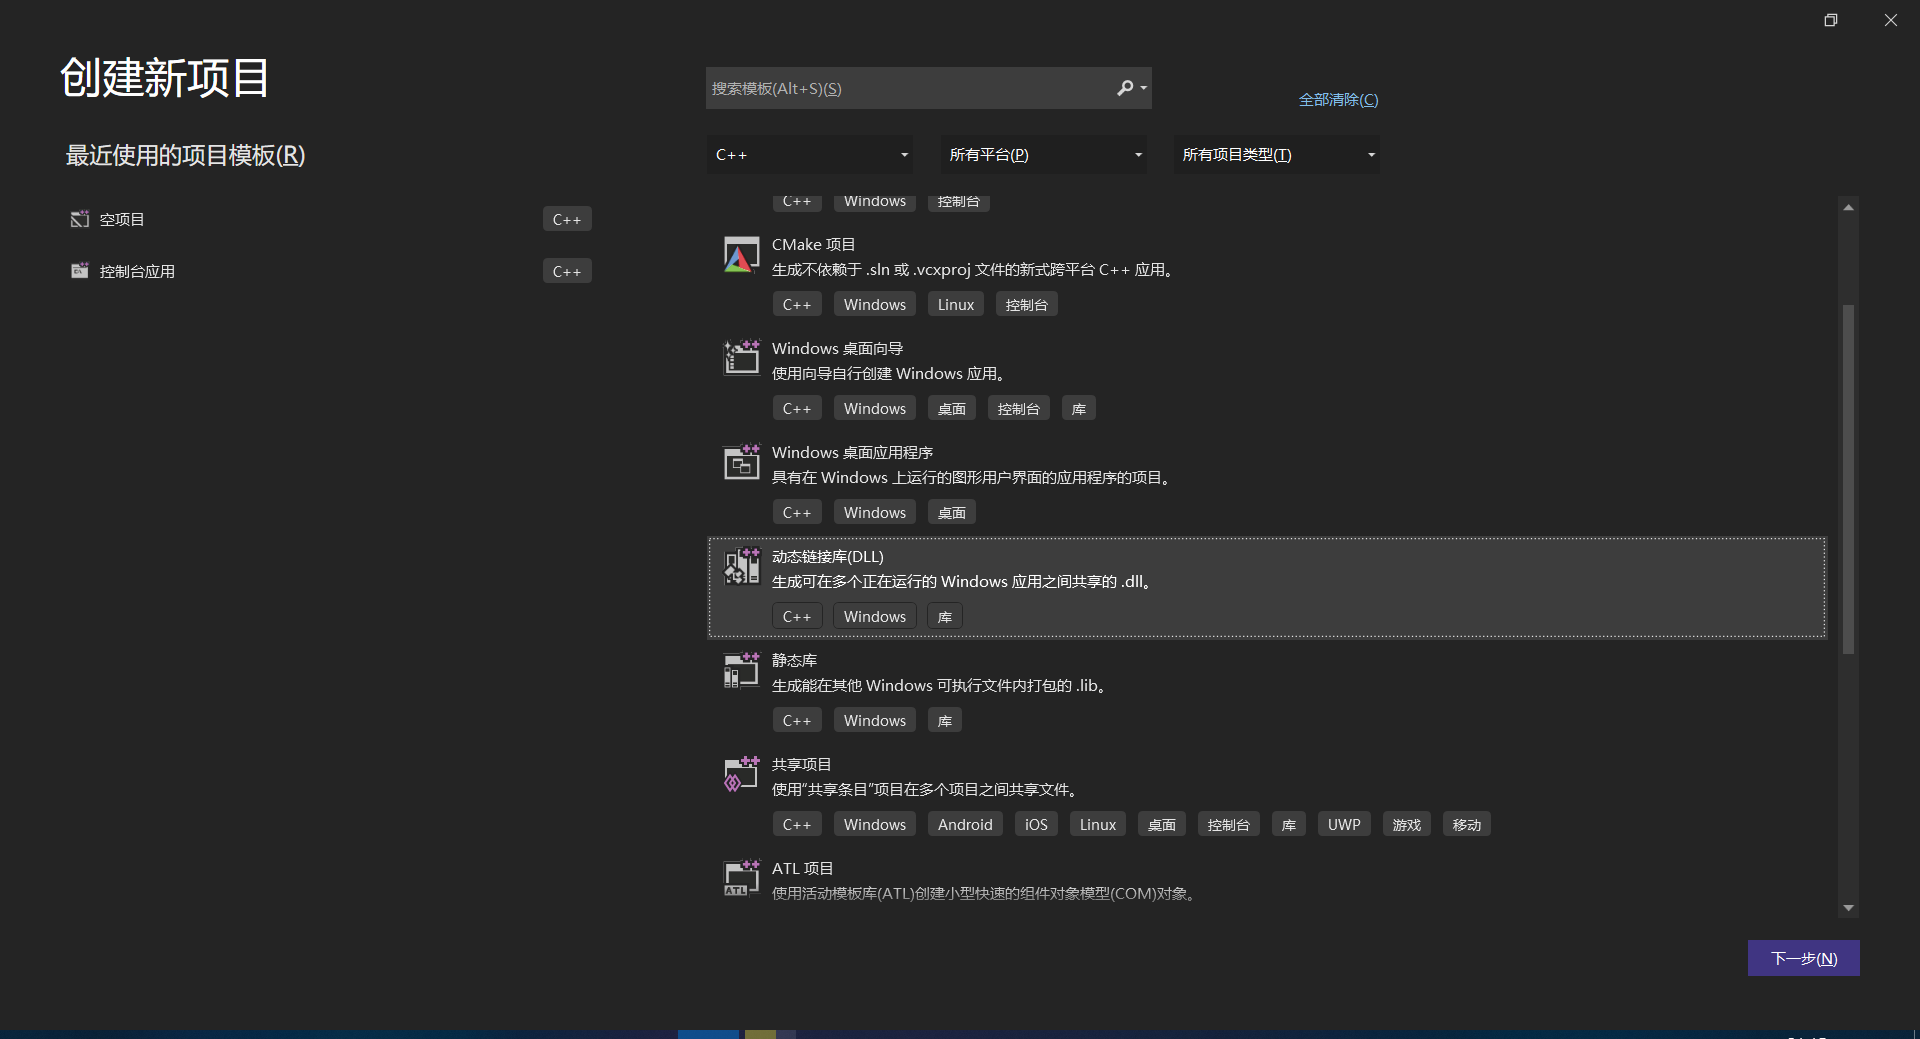 创建新项目
最近使用的项目模板(R)
空项目
C++
控制台应用
C++
搜索模板(Alt+S)(S)
全部清除(C)
C++
所有平台(P)
所有项目类型(T)
C++ Windows 控制台
CMake 项目
生成不依赖于 .sln 或 .vcxproj 文件的新式跨平台 C++ 应用。
C++ Windows Linux 控制台
Windows 桌面向导
使用向导自行创建 Windows 应用。
C++ Windows 桌面 控制台 库
Windows 桌面应用程序
具有在 Windows 上运行的图形用户界面的应用程序的项目。
C++ Windows 桌面
动态链接库(DLL)
生成可在多个正在运行的 Windows 应用之间共享的 .dll。
C++ Windows 库
静态库
生成能在其他 Windows 可执行文件内打包的 .lib。
C++ Windows 库
共享项目
使用“共享条目”项目在多个项目之间共享文件。
C++ Windows Android iOS Linux 桌面 控制台 库 UWP 游戏 移动
ATL
ATL 项目
使用活动模板库(ATL)创建小型快速的组件对象模型(COM)对象。
下一步(N)